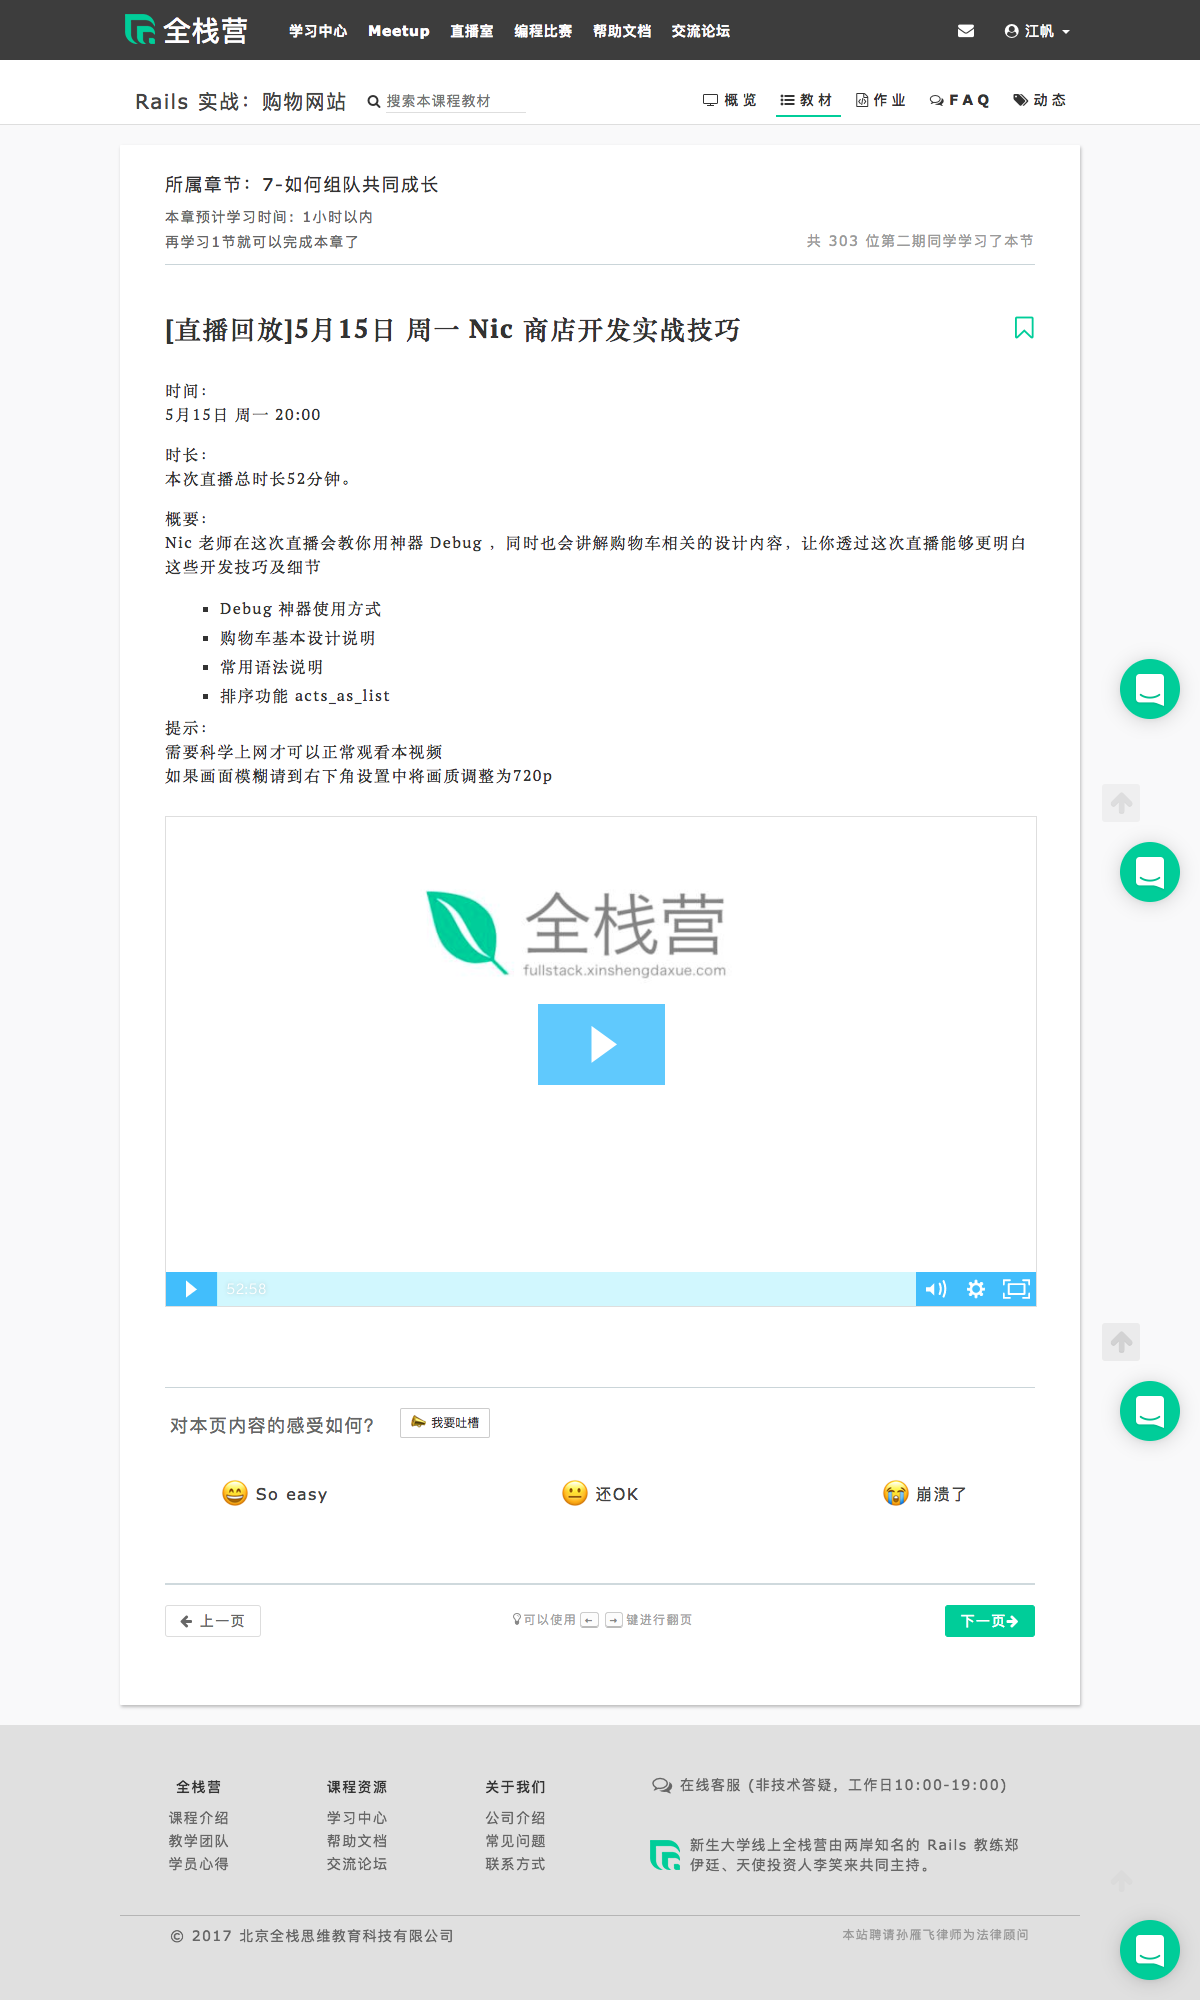 全栈营
学习中心 Meetup 直播室 编程比赛 帮助文档 交流论坛
江帆
Rails 实战：购物网站
搜索本课程教材
概览 教材 作业 FAQ 动态
所属章节：7-如何组队共同成长
本章预计学习时间：1小时以内
再学习1节就可以完成本章了
共 303 位第二期同学学习了本节
[直播回放]5月15日 周一 Nic 商店开发实战技巧
时间：
5月15日 周一 20:00
时长：
本次直播总时长52分钟。
概要：
Nic 老师在这次直播会教你用神器 Debug ，同时也会讲解购物车相关的设计内容，让你透过这次直播能够更明白
这些开发技巧及细节
Debug 神器使用方式
购物车基本设计说明
常用语法说明
排序功能 acts_as_list
提示：
需要科学上网才可以正常观看本视频
如果画面模糊请到右下角设置中将画质调整为720p
全栈营
fullstack.xinshengdaxue.com
52:58
对本页内容的感受如何？
我要吐槽
So easy
还OK
崩溃了
上一页
可以使用 ← → 键进行翻页
下一页
全栈营
课程介绍
教学团队
学员心得
课程资源
学习中心
帮助文档
交流论坛
关于我们
公司介绍
常见问题
联系方式
在线客服 (非技术答疑，工作日10:00-19:00)
新生大学线上全栈营由两岸知名的 Rails 教练郑
伊廷、天使投资人李笑来共同主持。
© 2017 北京全栈思维教育科技有限公司
本站聘请孙雁飞律师为法律顾问